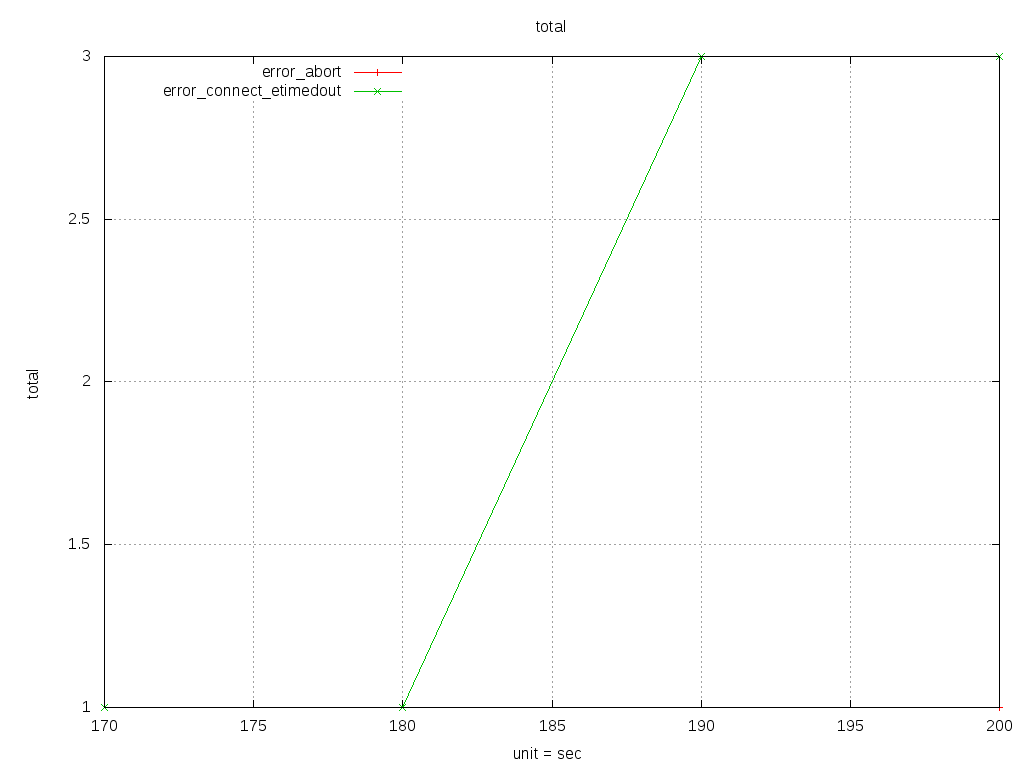 total
3
error_abort
error_connect_etimedout
2.5
total
2
1.5
1
170 175 180 185 190 195 200
unit = sec